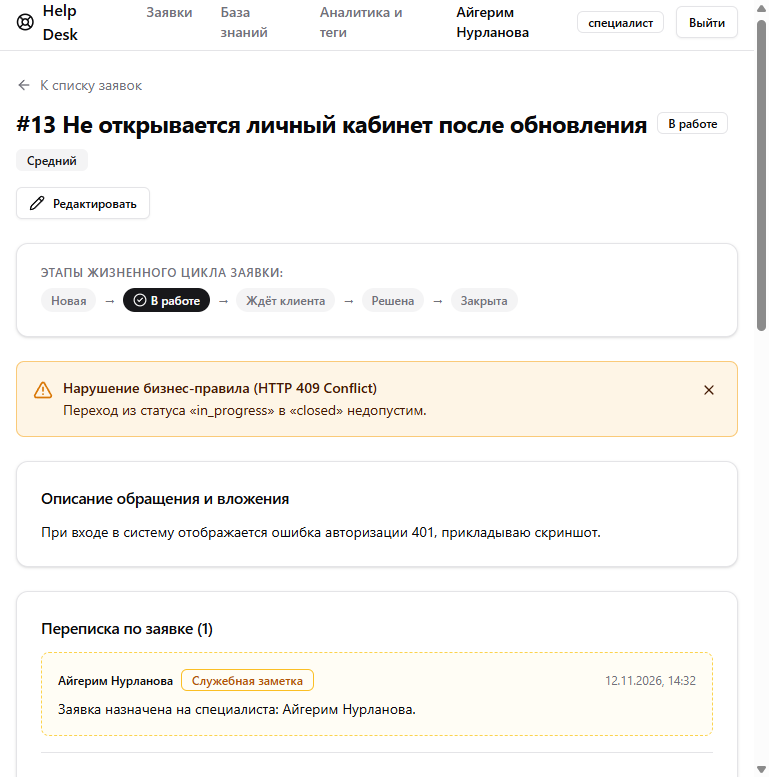 Help Desk
Заявки
База знаний
Аналитика и теги
Айгерим Нурланова
специалист
Выйти
← К списку заявок
#13 Не открывается личный кабинет после обновления
В работе
Средний
Редактировать
ЭТАПЫ ЖИЗНЕННОГО ЦИКЛА ЗАЯВКИ:
Новая → В работе → Ждёт клиента → Решена → Закрыта
Нарушение бизнес-правила (HTTP 409 Conflict)
Переход из статуса «in_progress» в «closed» недопустим.
Описание обращения и вложения
При входе в систему отображается ошибка авторизации 401, прикладываю скриншот.
Переписка по заявке (1)
Айгерим Нурланова Служебная заметка 12.11.2026, 14:32
Заявка назначена на специалиста: Айгерим Нурланова.